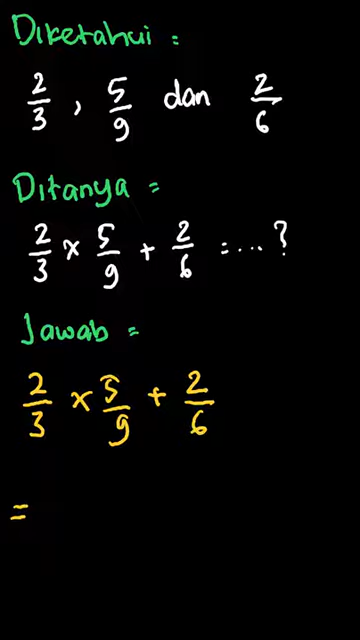 Diketahui =
2/3 , 5/9 dan 2/6
Ditanya =
2/3 × 5/9 + 2/6 = ... ?
Jawab =
2/3 × 5/9 + 2/6
=